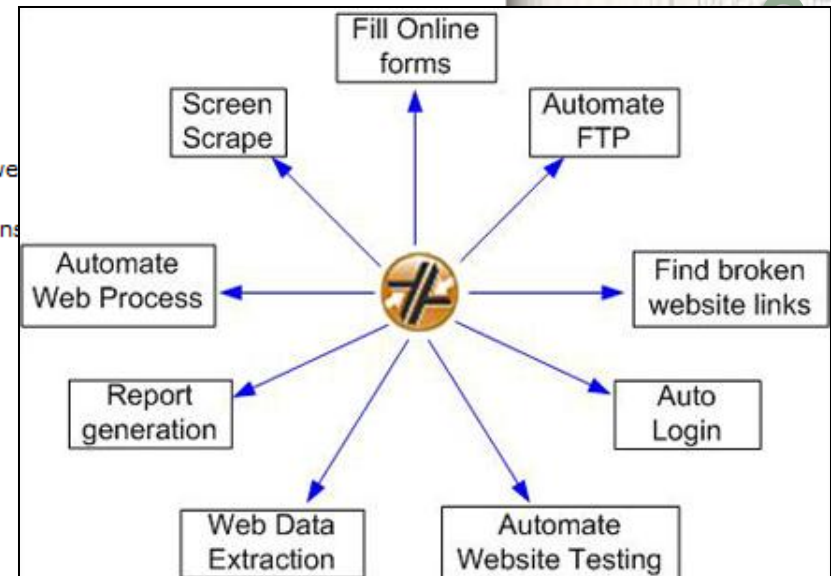 Fill Online
forms
Screen
Scrape
Automate
FTP
Automate
Web Process
Find broken
website links
Report
generation
Auto
Login
Web Data
Extraction
Automate
Website Testing